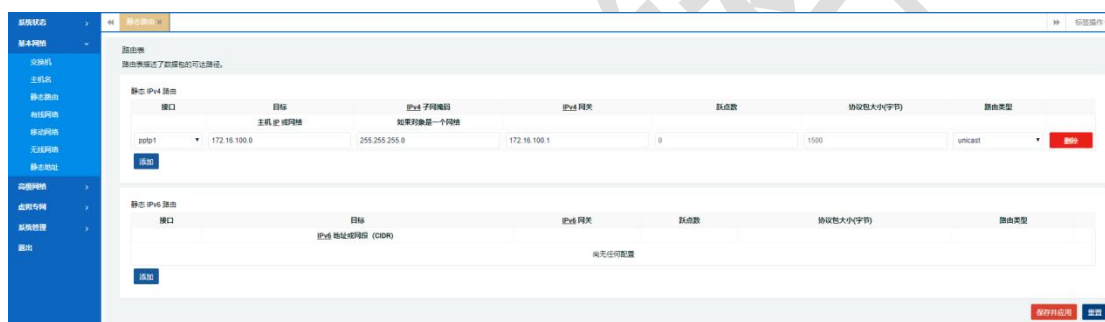 系统状态
基本网络
交换机
主机名
静态路由
有线网络
移动网络
无线网络
静态地址
高级网络
虚拟专网
系统管理
退出
静态路由
标签操作
路由表
路由表描述了数据包的可达路径。
静态 IPv4 路由
接口 目标 IPv4 子网掩码 IPv4 网关 跃点数 协议包大小(字节) 路由类型
主机 IP 或网络 如果对象是一个网络
pptp1 172.16.100.0 255.255.255.0 172.16.100.1 0 1500 unicast 删除
添加
静态 IPv6 路由
接口 目标 IPv6 网关 跃点数 协议包大小(字节) 路由类型
IPv6 地址或网段 (CIDR)
尚无任何配置
添加
保存并应用 重置